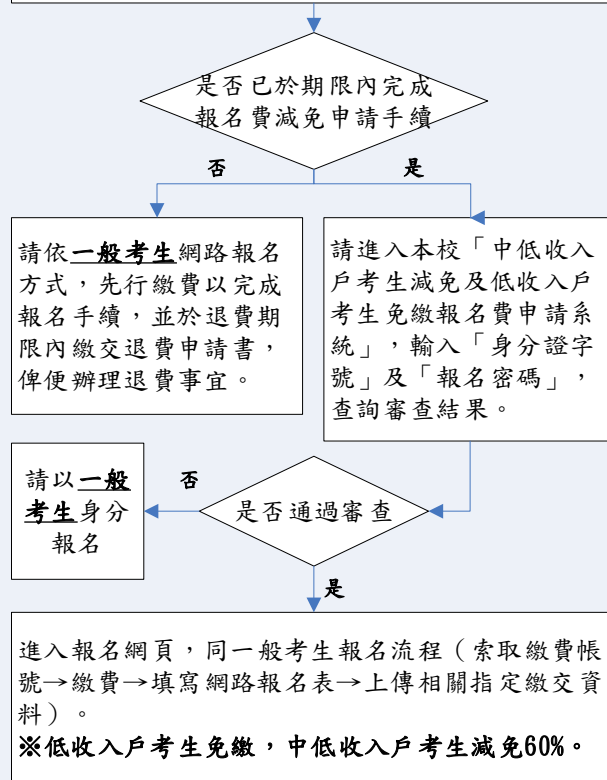 是否已於期限內完成
報名費減免申請手續
否
是
請依一般考生網路報名
方式，先行繳費以完成
報名手續，並於退費期
限內繳交退費申請書，
俾便辦理退費事宜。
請進入本校「中低收入
戶考生減免及低收入戶
考生免繳報名費申請系
統」，輸入「身分證字
號」及「報名密碼」，
查詢審查結果。
請以一般
考生身分
報名
否
是否通過審查
是
進入報名網頁，同一般考生報名流程（索取繳費帳
號→繳費→填寫網路報名表→上傳相關指定繳交資
料）。
※低收入戶考生免繳，中低收入戶考生減免60%。